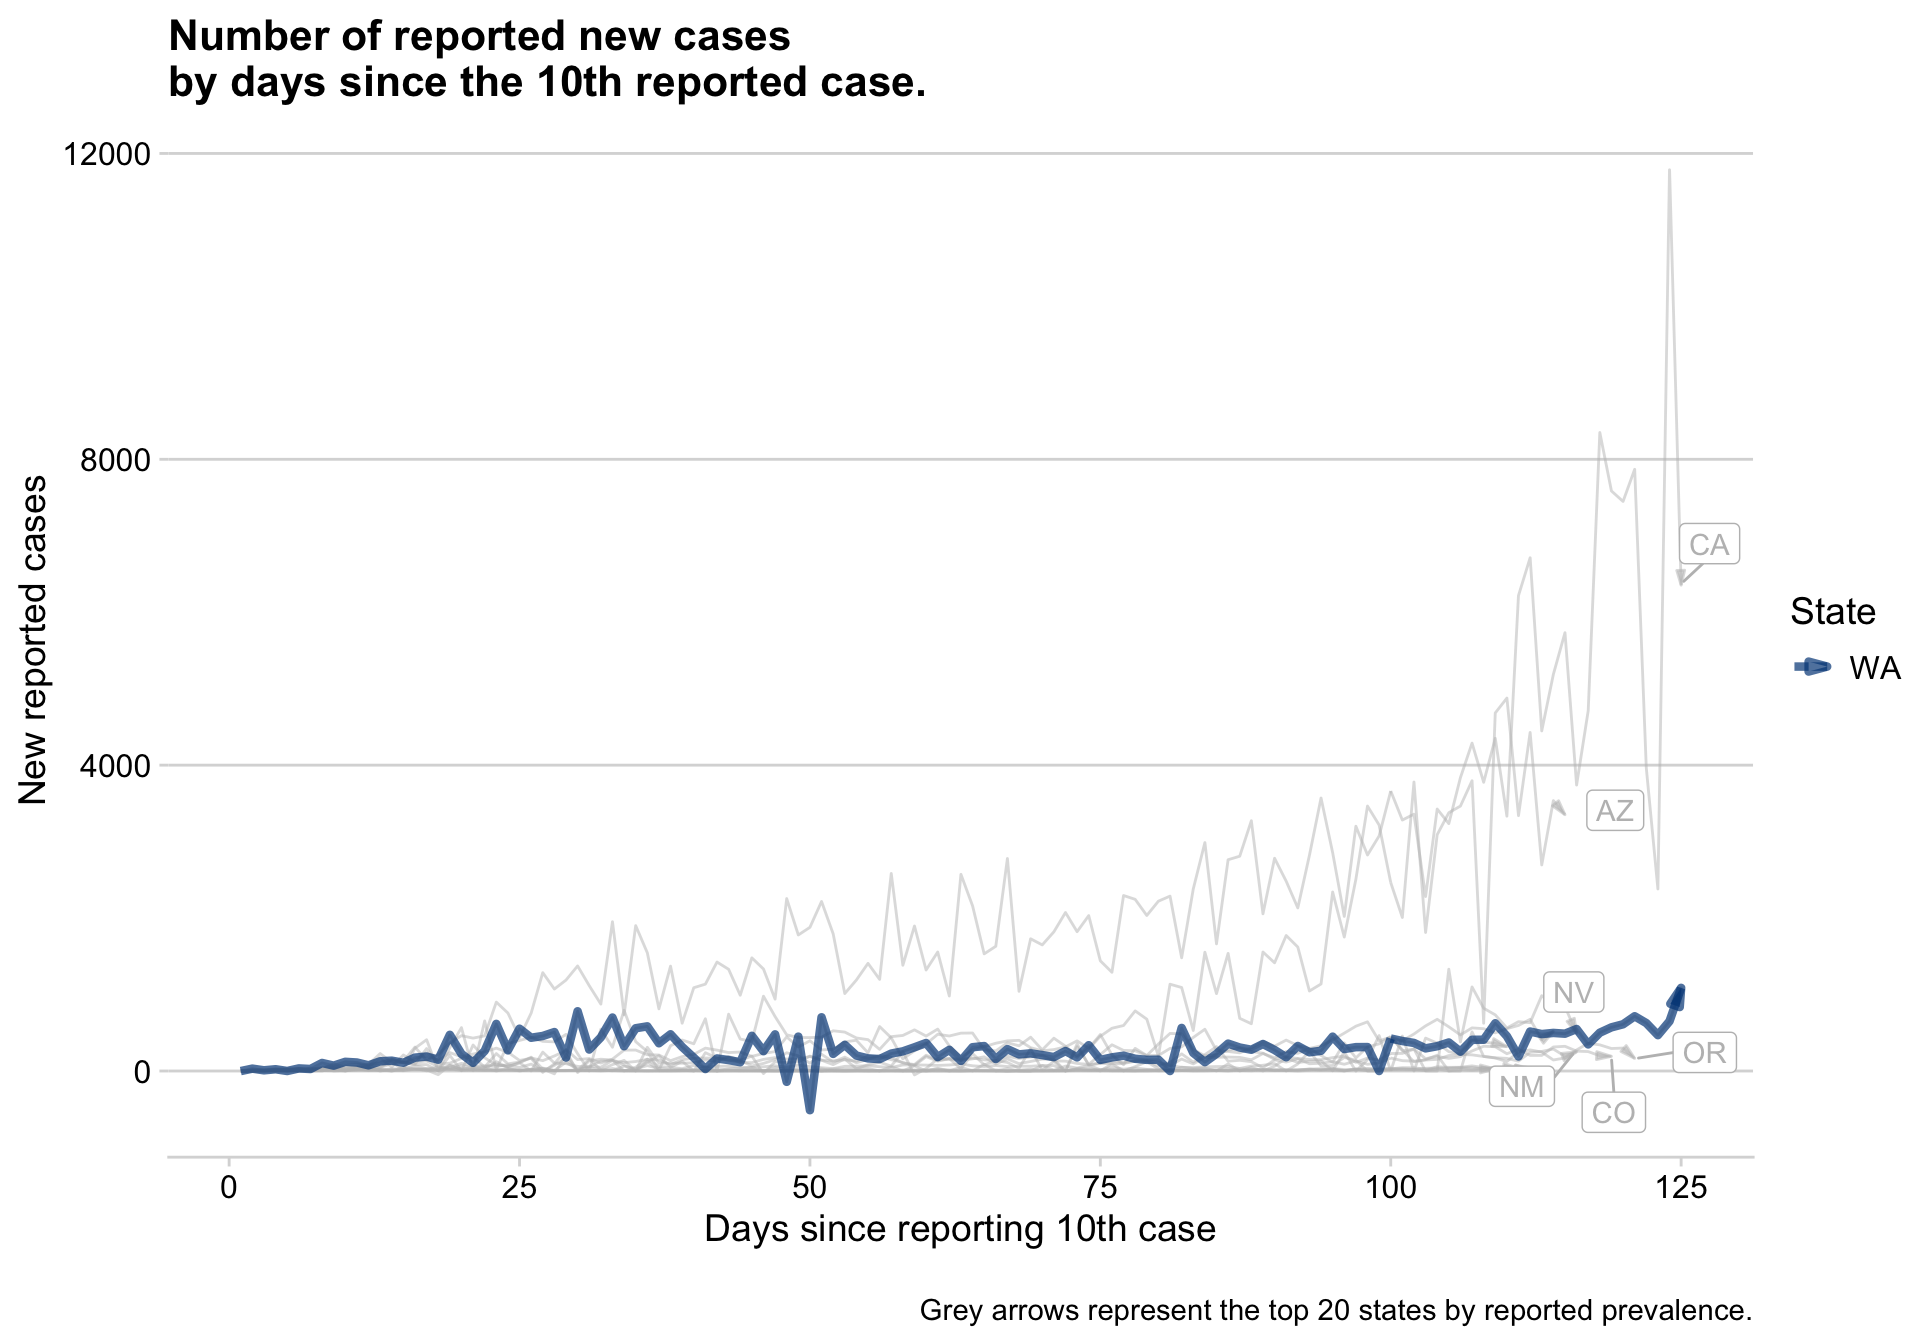 Number of reported new cases
by days since the 10th reported case.
12000
8000
4000
0
New reported cases
CA
AZ
NV
OR
NM
CO
State
WA
0 25 50 75 100 125
Days since reporting 10th case
Grey arrows represent the top 20 states by reported prevalence.